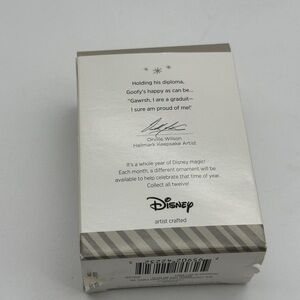 Holding his diploma,
Goofy's happy as can be...
"Gawrsh, I are a graduit—
I sure am proud of me!"
Orville Wilson
Hallmark Keepsake Artist
It's a whole year of Disney magic!
Each month, a different ornament will be
available to help celebrate that time of year.
Collect all twelve!
Disney
artist crafted